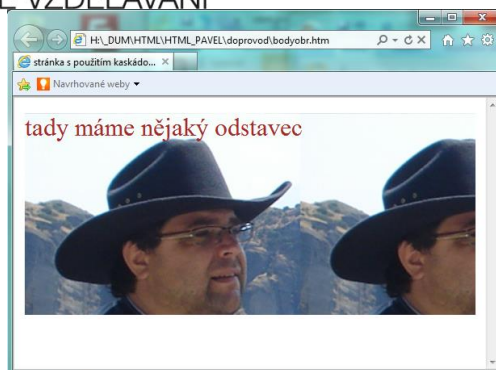 E VZDĚLÁVÁNÍ
H:\_DUM\HTML\HTML_PAVEL\doprovod\bodyobr.htm
stránka s použitím kaskádo...
Navrhované weby
tady máme nějaký odstavec